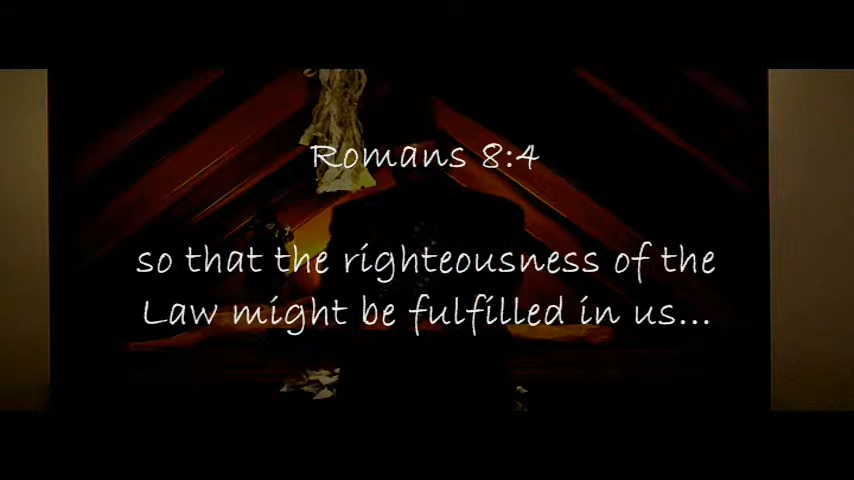 Romans 8:4
so that the righteousness of the
Law might be fulfilled in us...